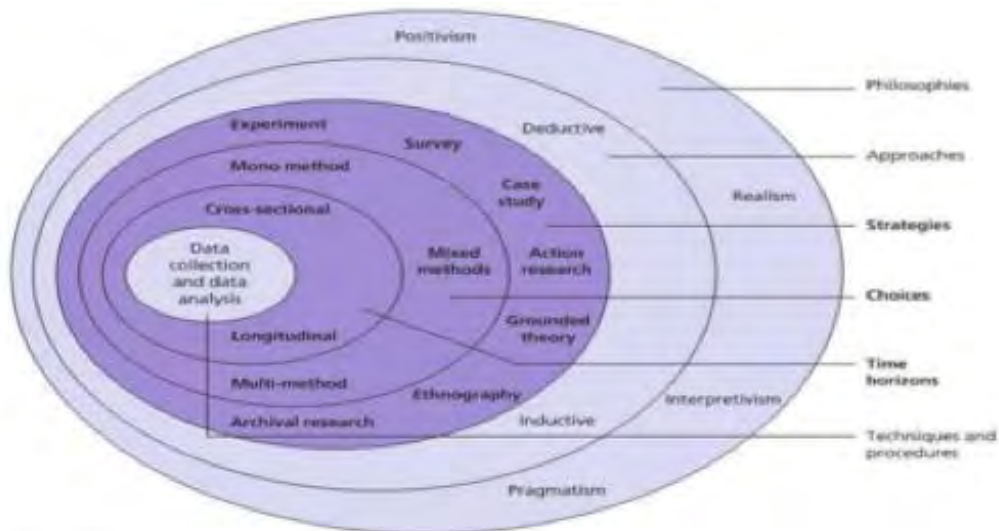 Positivism
Philosophies
Experiment
Deductive
Survey
Approaches
Mono method
Case
study
Realism
Cross-sectional
Strategies
Data
collection
and data
analysis
Mixed
methods
Action
research
Choices
Longitudinal
Grounded
theory
Time
horizons
Multi-method
Ethnography
Interpretivism
Archival research
Inductive
Techniques and
procedures
Pragmatism